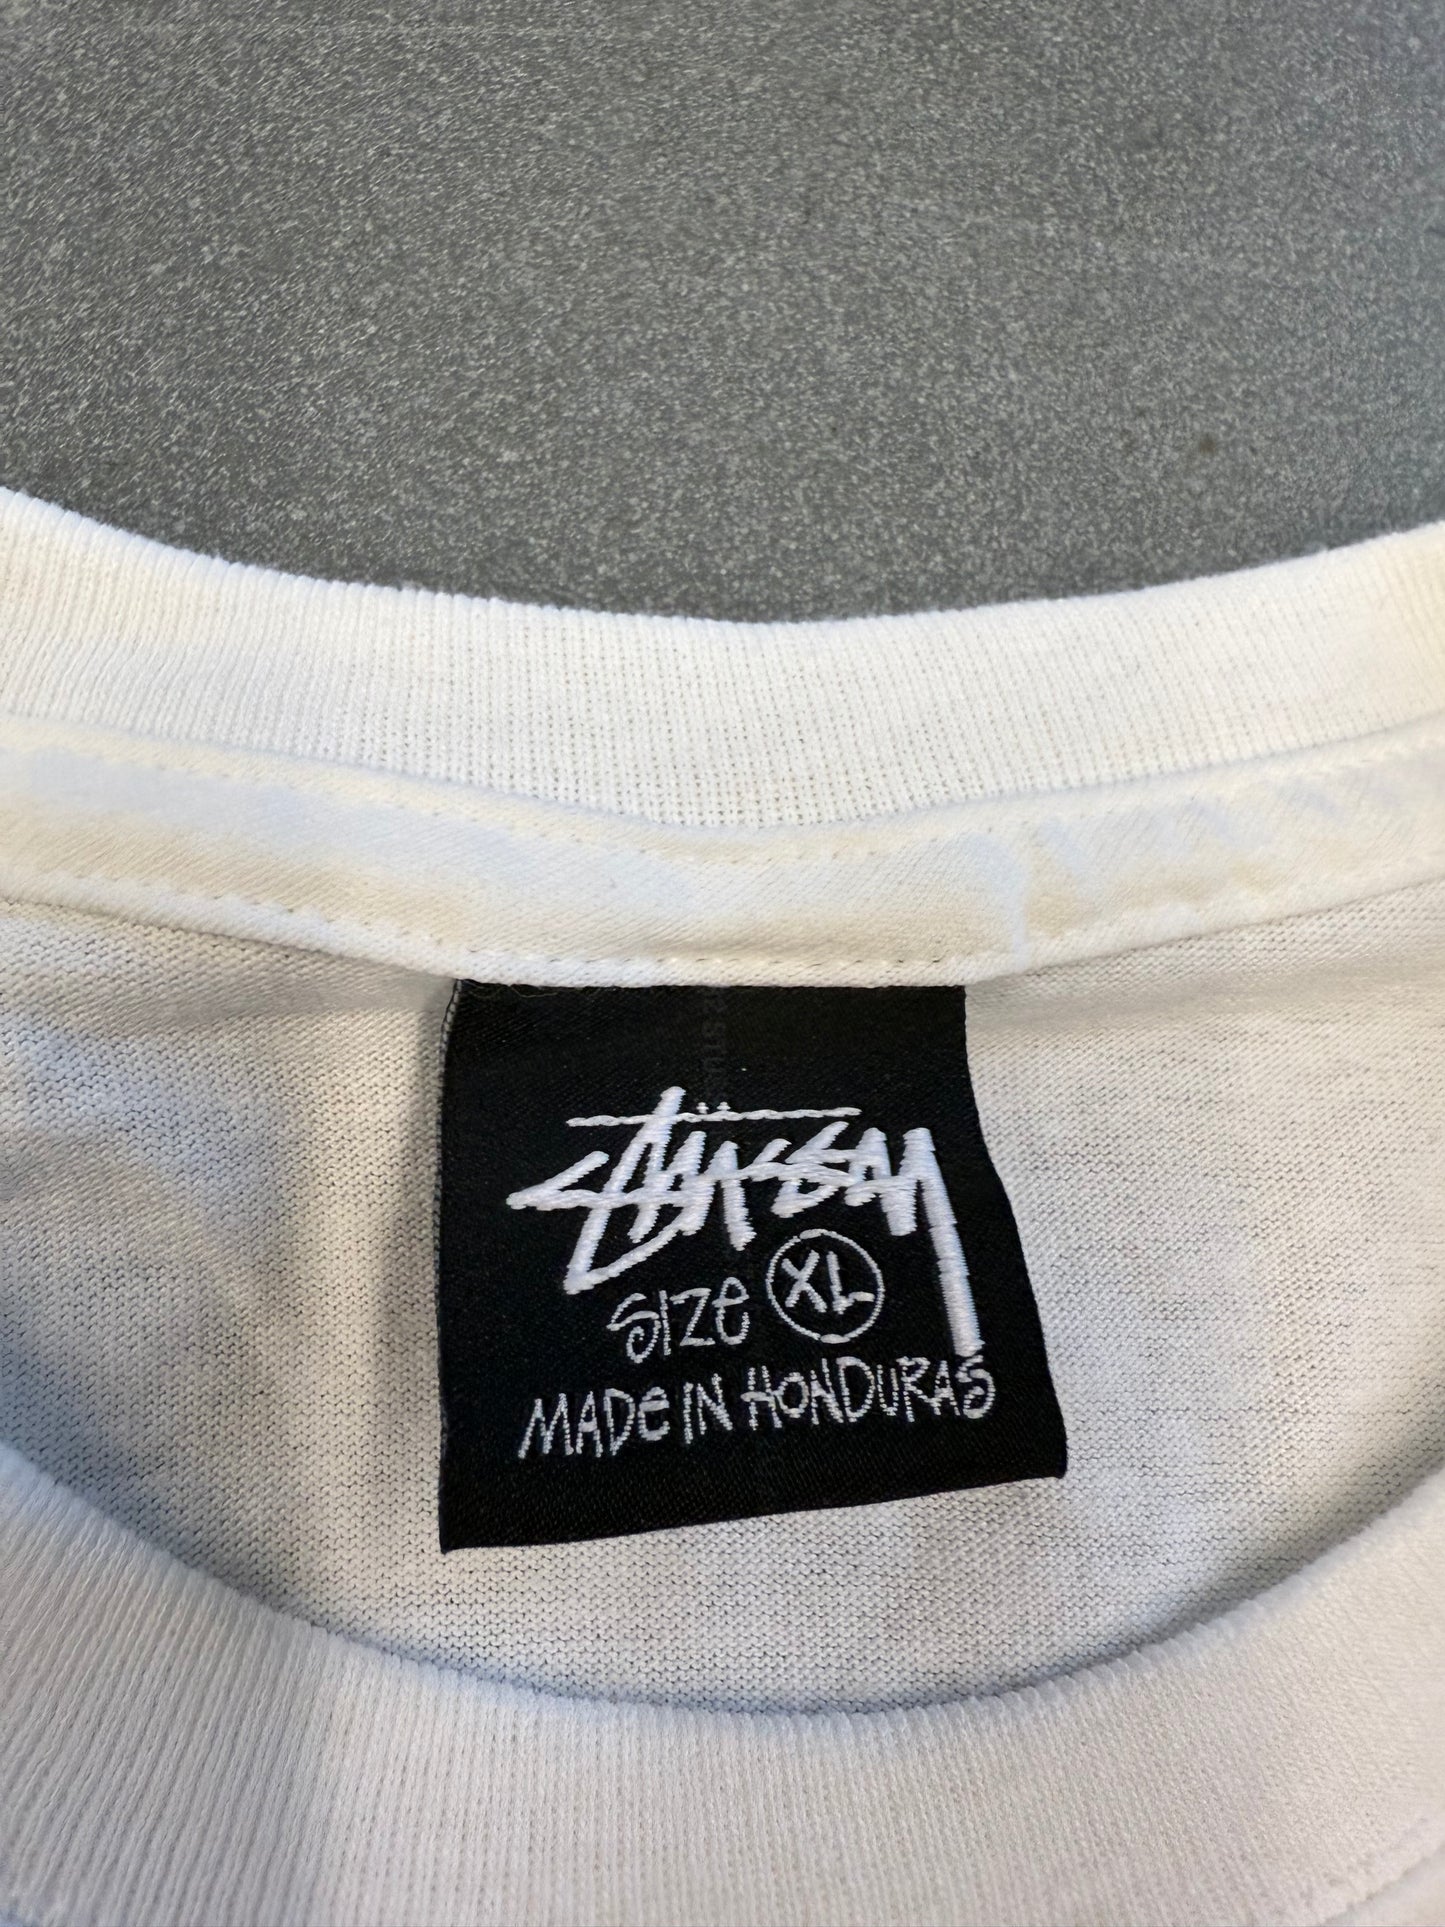 STÜSSY
SIZE XL
MADE IN HONDURAS